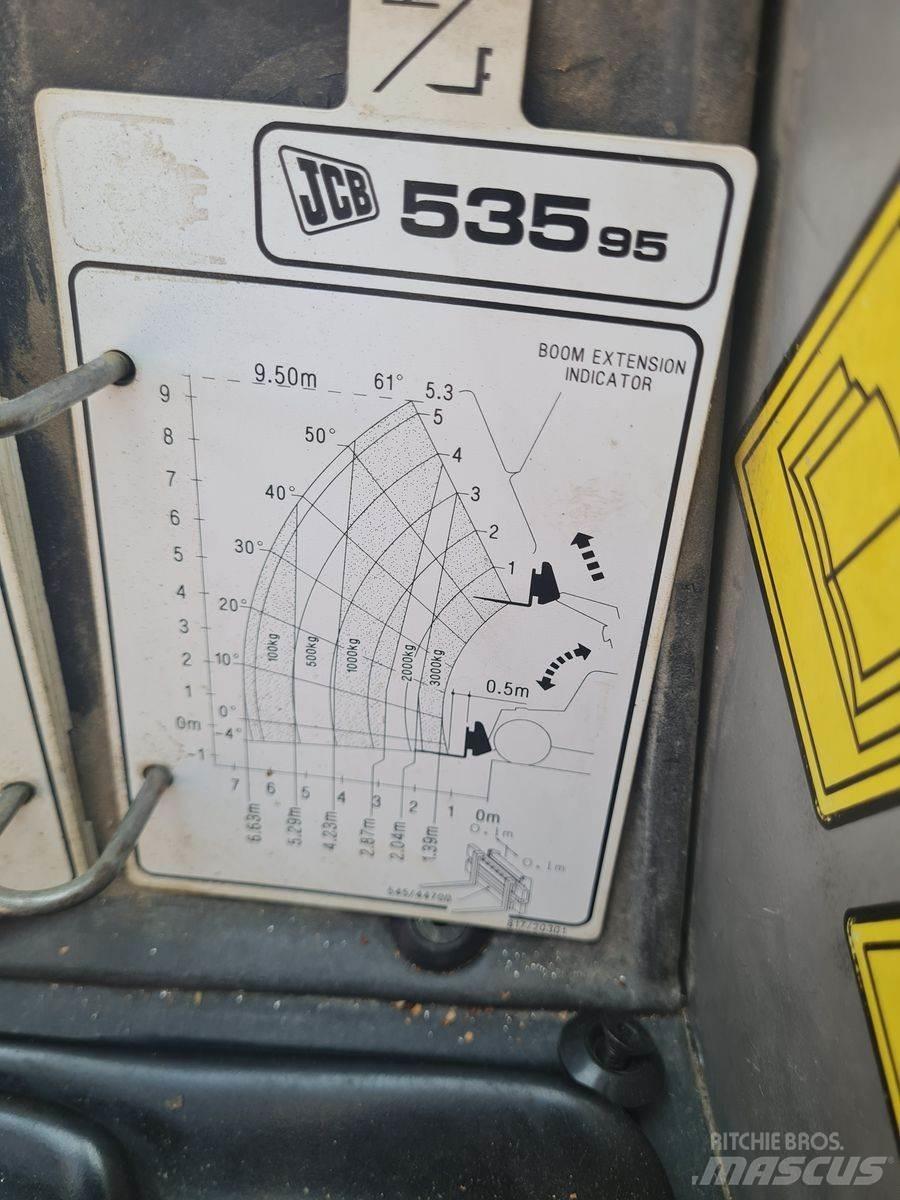 JCB 535 95
BOOM EXTENSION
INDICATOR
9.50m
61° 5.3
5
50°
4
40°
3
30°
2
1
20°
10°
0°
-4°
9
8
7
6
5
4
3
2
1
0m
-1
100kg
500kg
1000kg
2000kg
3000kg
0.5m
7 6 5 4 3 2 1 0m
6.63m
5.29m
4.23m
2.87m
2.04m
1.39m
0.1m
0.1m
545/44700
817/20301
RITCHIE BROS.
MASCUS